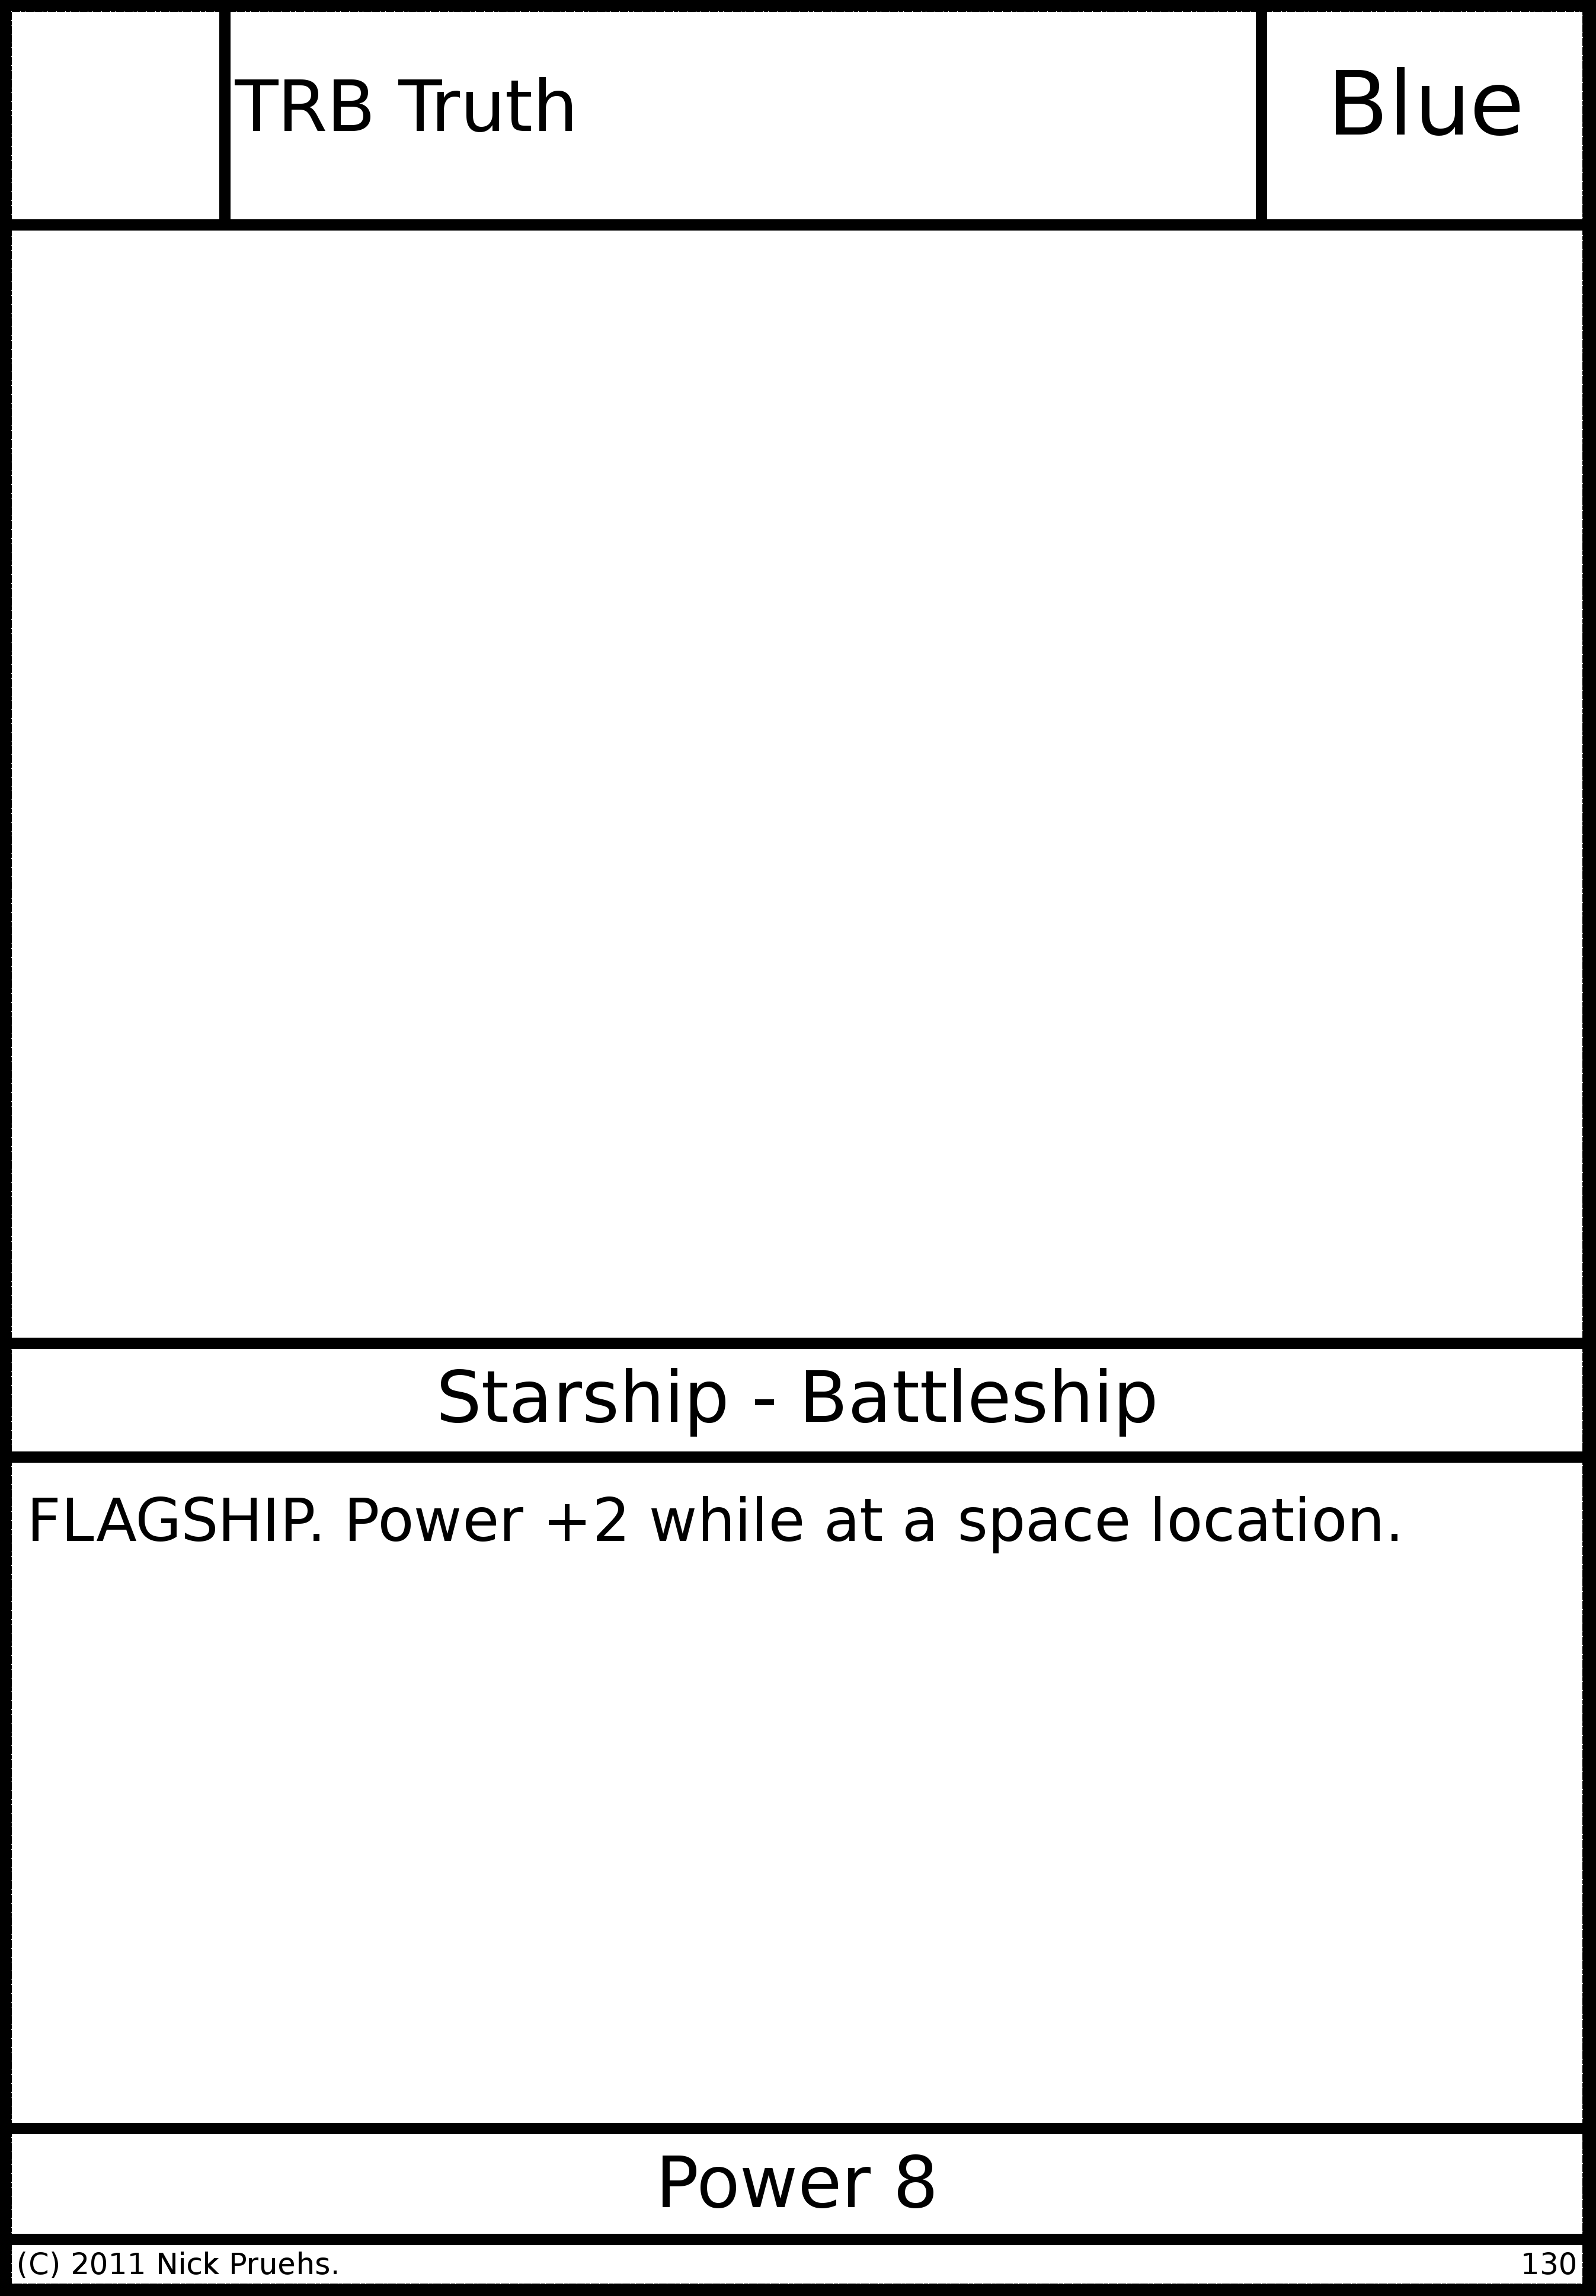 TRB Truth
Blue
Starship - Battleship
FLAGSHIP. Power +2 while at a space location.
Power 8
(C) 2011 Nick Pruehs.
130